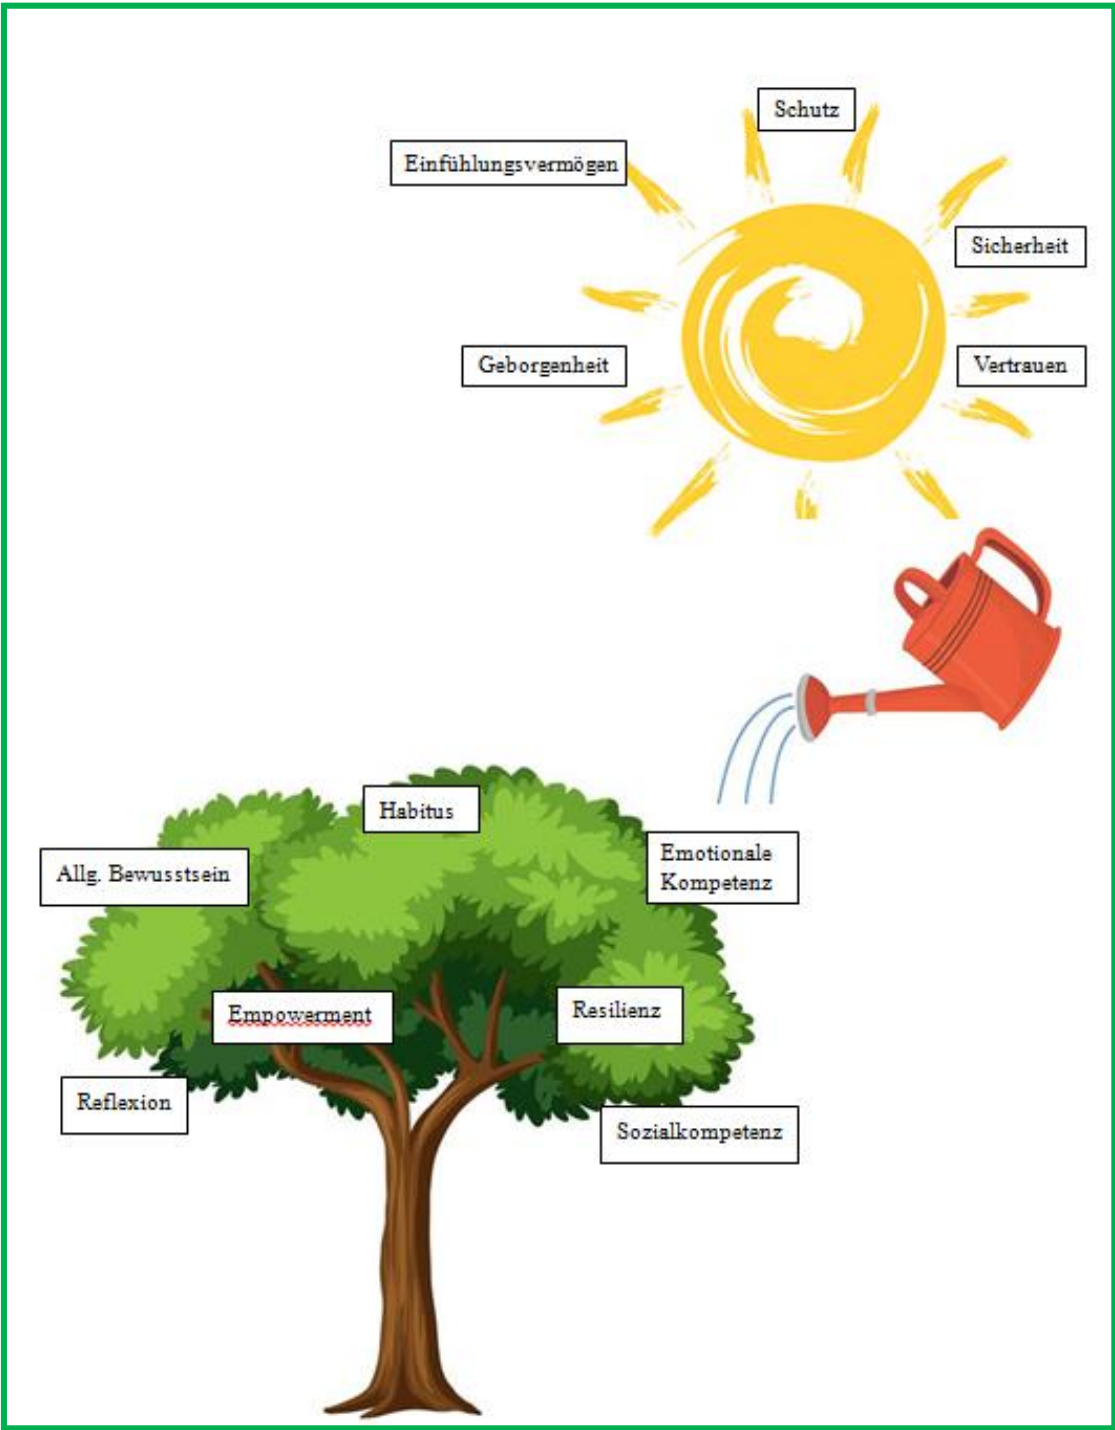 Schutz
Einfühlungsvermögen
Sicherheit
Geborgenheit
Vertrauen
Habitus
Allg. Bewusstsein
Emotionale
Kompetenz
Empowerment
Resilienz
Reflexion
Sozialkompetenz